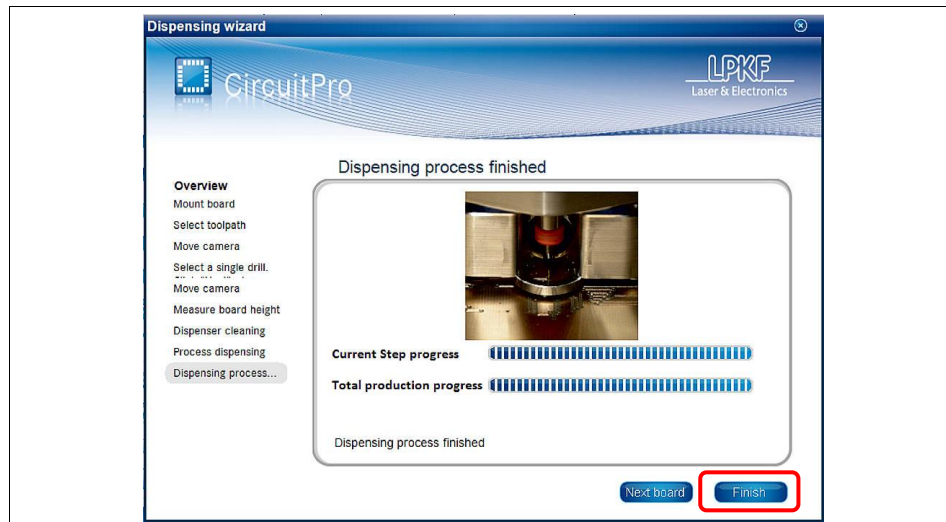 Dispensing wizard
CircuitPro
LPKF
Laser & Electronics
Dispensing process finished
Overview
Mount board
Select toolpath
Move camera
Select a single drill.
Move camera
Measure board height
Dispenser cleaning
Process dispensing
Dispensing process...
Current Step progress
Total production progress
Dispensing process finished
Next board
Finish